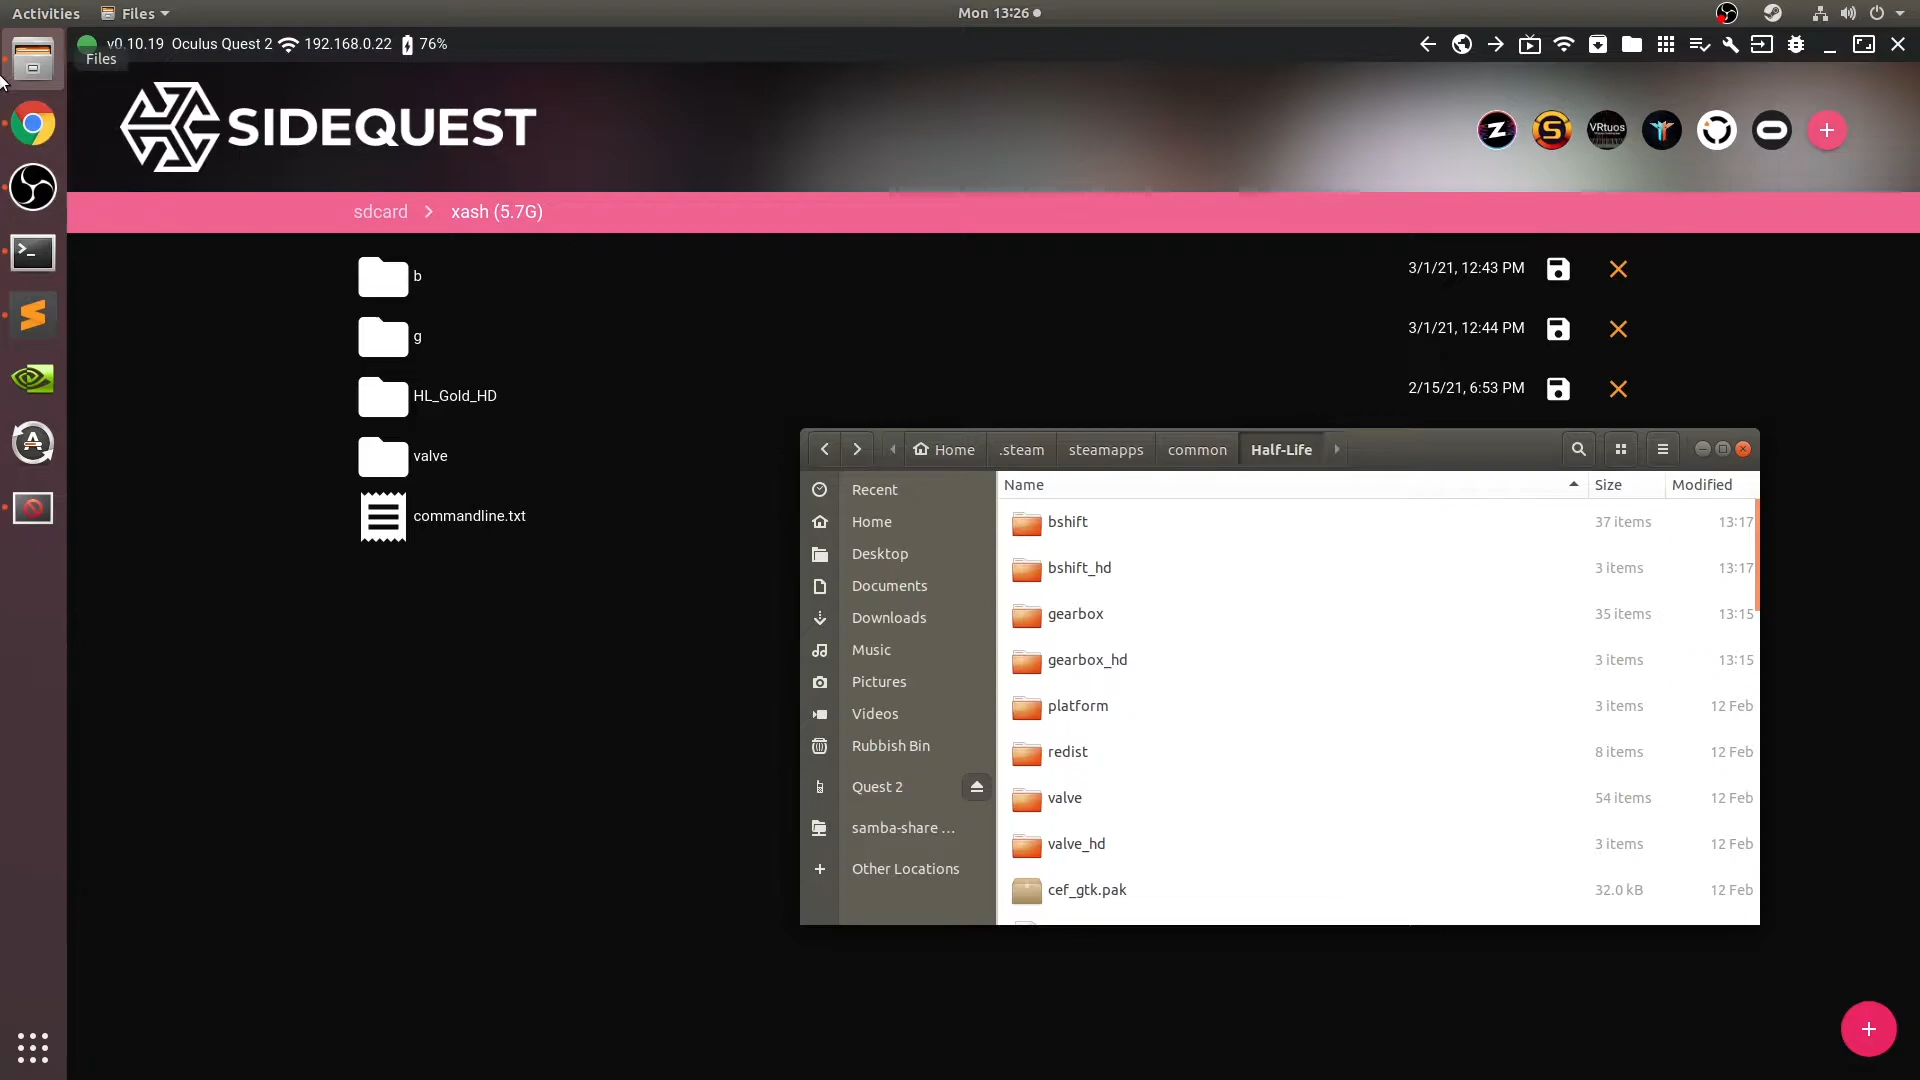 Activities Files Mon 13:26
v0.10.19 Oculus Quest 2 192.168.0.22 76%
Files
SIDEQUEST
Z S VRtuos
sdcard xash (5.7G)
b 3/1/21, 12:43 PM
g 3/1/21, 12:44 PM
HL_Gold_HD 2/15/21, 6:53 PM
valve
commandline.txt
Home .steam steamapps common Half-Life
Name Size Modified
Recent
Home
Desktop
Documents
Downloads
Music
Pictures
Videos
Rubbish Bin
Quest 2
samba-share ...
Other Locations
bshift 37 items 13:17
bshift_hd 3 items 13:17
gearbox 35 items 13:15
gearbox_hd 3 items 13:15
platform 3 items 12 Feb
redist 8 items 12 Feb
valve 54 items 12 Feb
valve_hd 3 items 12 Feb
cef_gtk.pak 32.0 kB 12 Feb